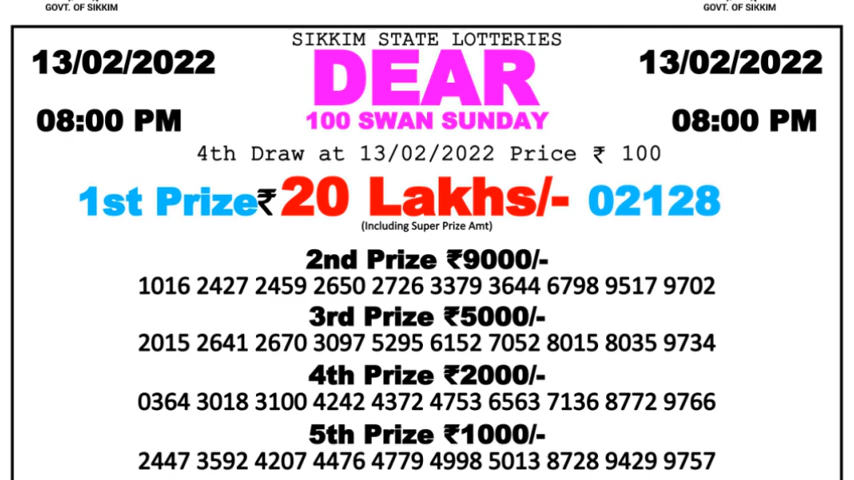 GOVT. OF SIKKIM GOVT. OF SIKKIM
SIKKIM STATE LOTTERIES
13/02/2022 DEAR 13/02/2022
08:00 PM 100 SWAN SUNDAY 08:00 PM
4th Draw at 13/02/2022 Price ₹ 100
1st Prize₹20 Lakhs/- 02128
(Including Super Prize Amt)
2nd Prize ₹9000/-
1016 2427 2459 2650 2726 3379 3644 6798 9517 9702
3rd Prize ₹5000/-
2015 2641 2670 3097 5295 6152 7052 8015 8035 9734
4th Prize ₹2000/-
0364 3018 3100 4242 4372 4753 6563 7136 8772 9766
5th Prize ₹1000/-
2447 3592 4207 4476 4779 4998 5013 8728 9429 9757